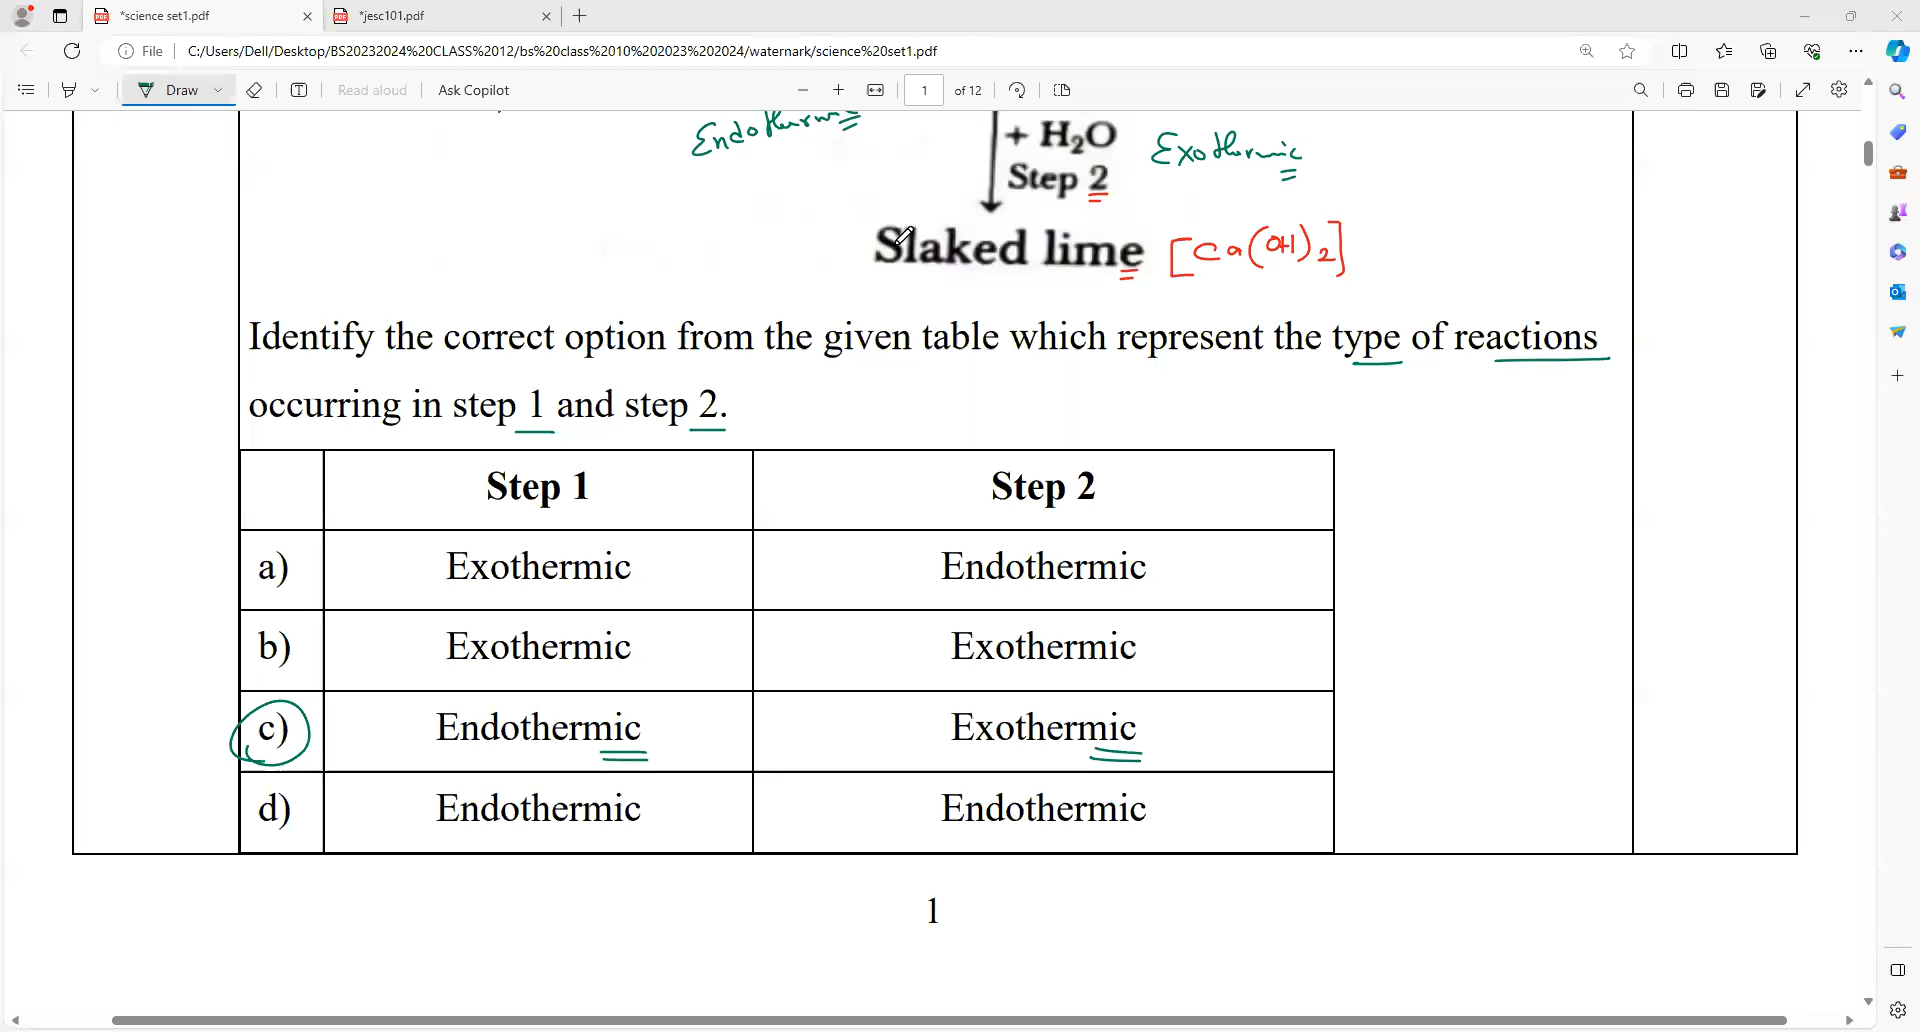 *science set1.pdf
*jesc101.pdf
File
C:/Users/Dell/Desktop/BS20232024%20CLASS%2012/bs%20class%2010%202023%202024/waternark/science%20set1.pdf
Draw
Read aloud
Ask Copilot
1
of 12
Endothermic
+ H₂O
Exothermic
Step 2
Slaked lime [Ca(OH)₂]
Identify the correct option from the given table which represent the type of reactions
occurring in step 1 and step 2.
Step 1 Step 2
a) Exothermic Endothermic
b) Exothermic Exothermic
c) Endothermic Exothermic
d) Endothermic Endothermic
1